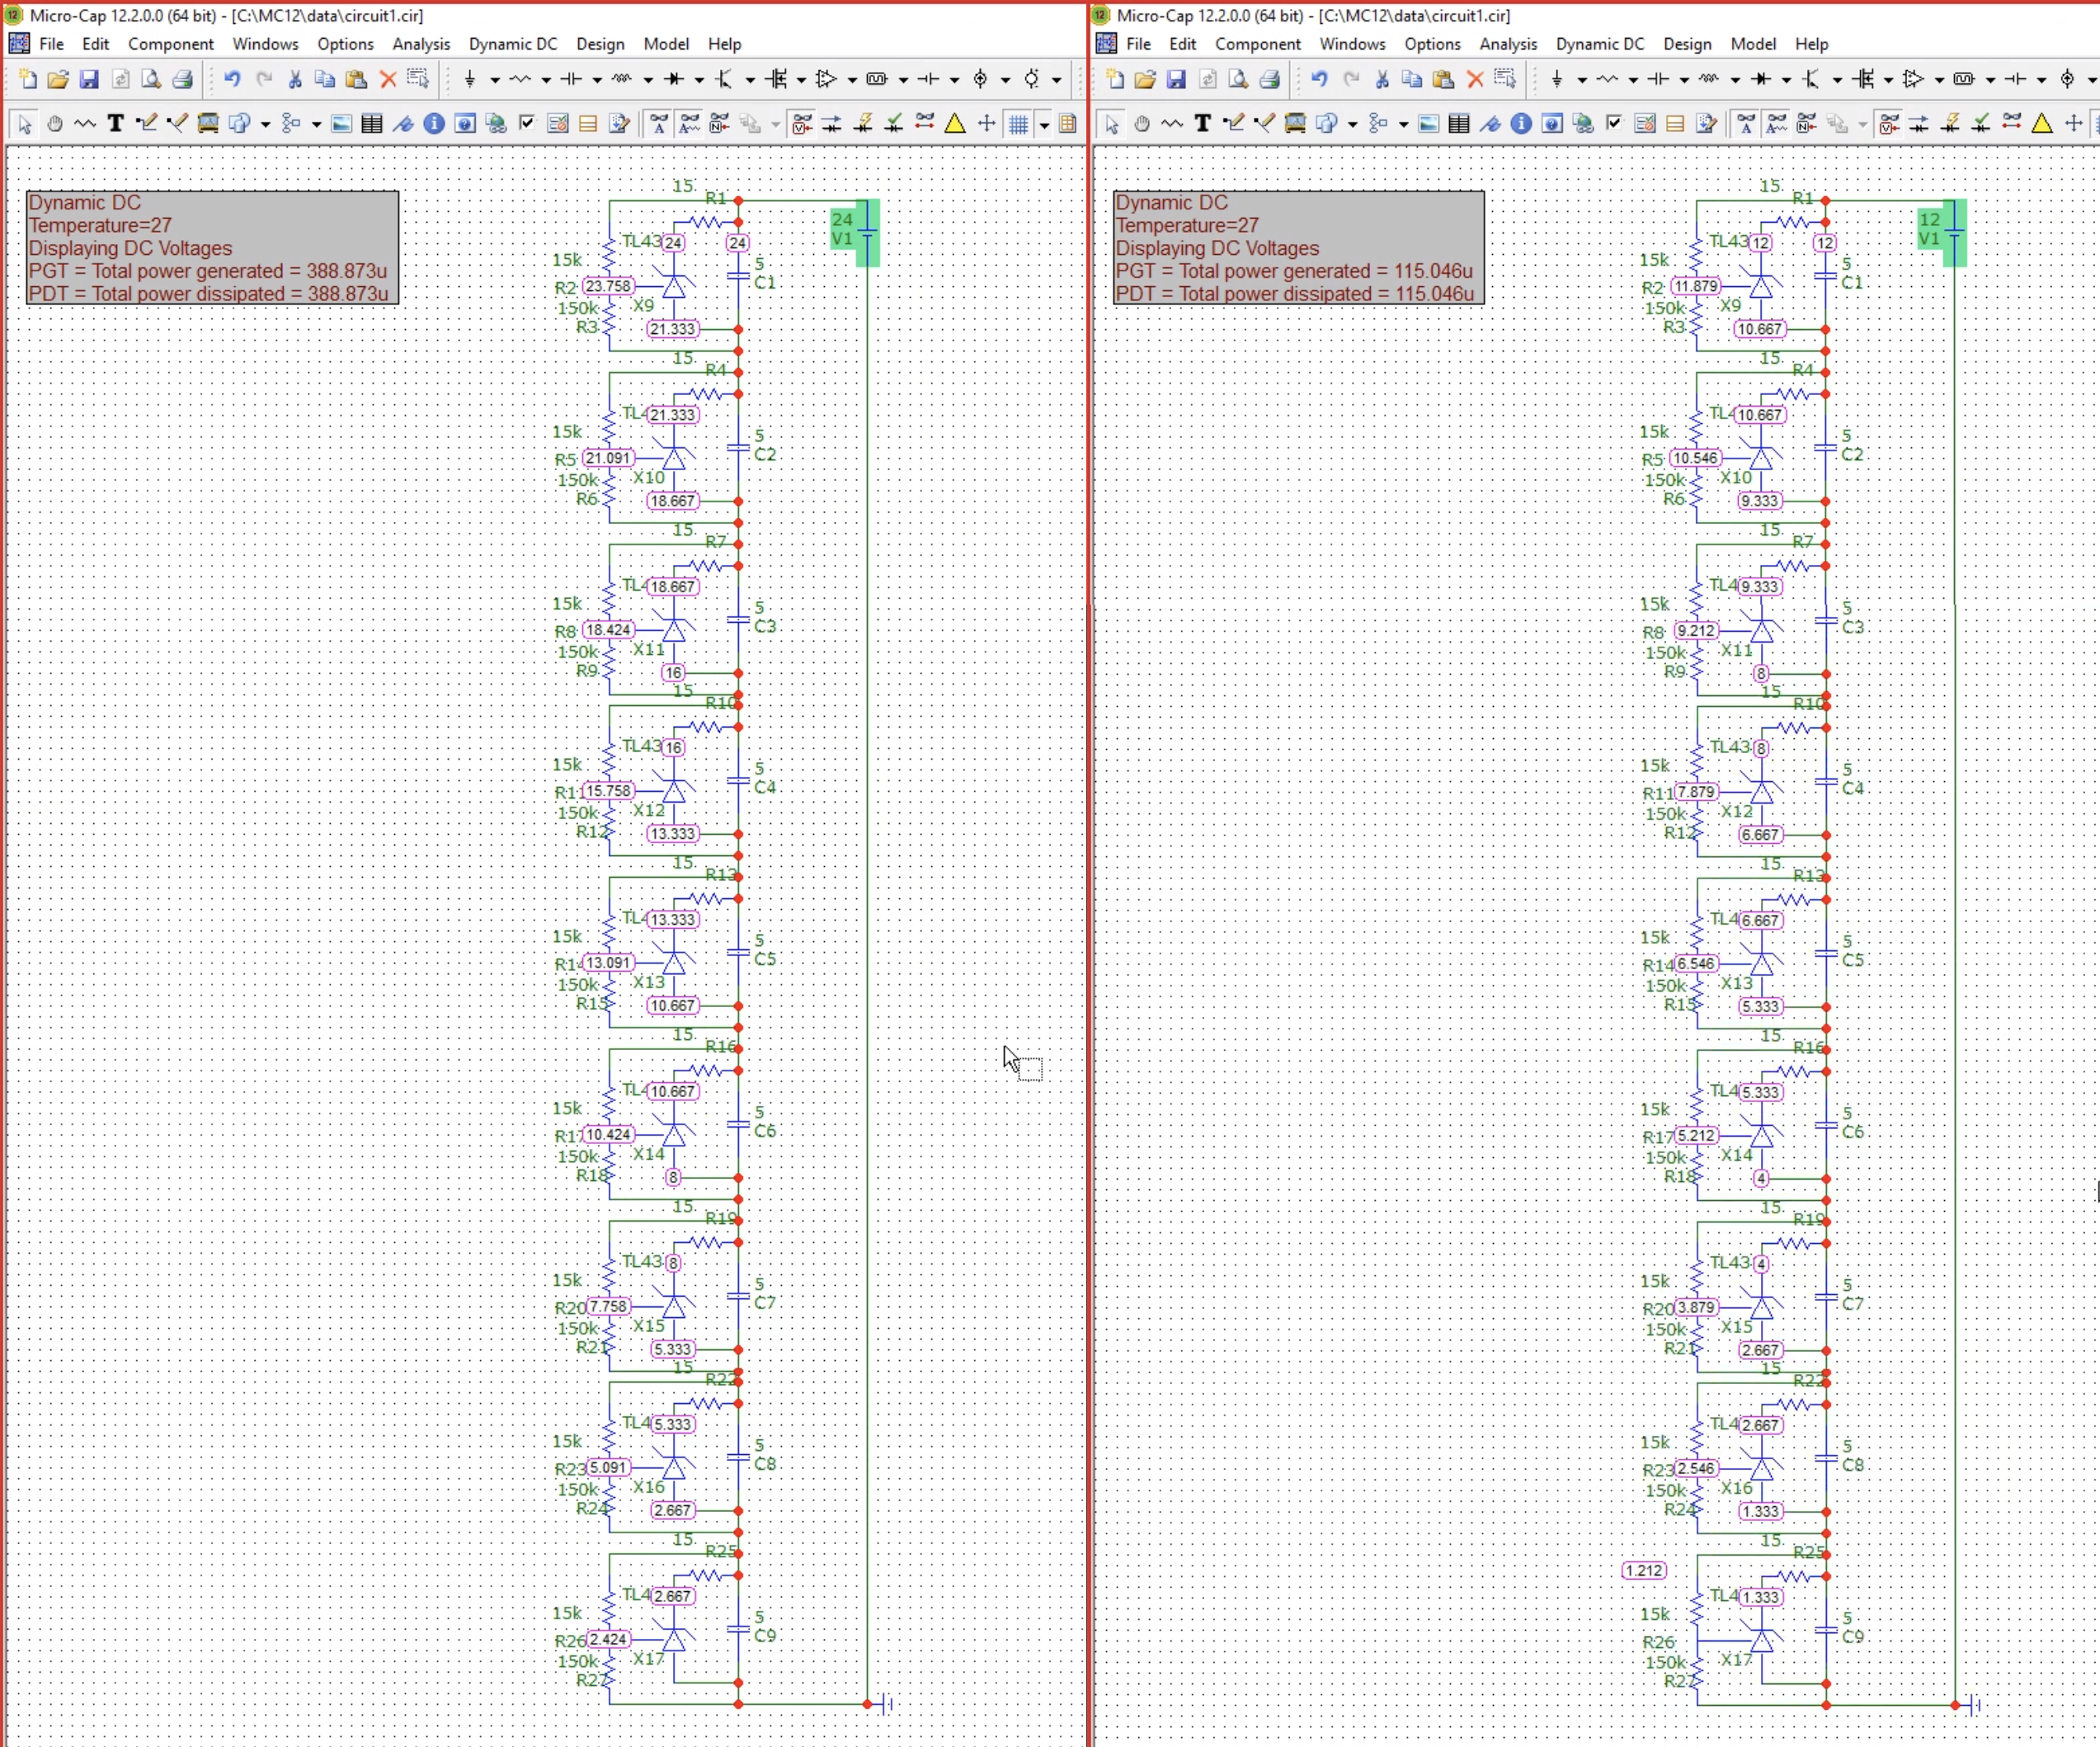 Micro-Cap 12.2.0.0 (64 bit) - [C:\MC12\data\circuit1.cir]
File Edit Component Windows Options Analysis Dynamic DC Design Model Help
Dynamic DC
Temperature=27
Displaying DC Voltages
PGT = Total power generated = 388.873u
PDT = Total power dissipated = 388.873u
24
V1
15
R1
TL43 24 24
15k
5
C1
R2 23.758
X9
150k
R3
21.333
15
R4
TL4 21.333
15k
5
C2
R5 21.091
X10
150k
R6
18.667
15
R7
TL4 18.667
15k
5
C3
R8 18.424
X11
150k
R9
16
15
R10
TL43 16
15k
5
C4
R11 15.758
X12
150k
R12
13.333
15
R13
TL4 13.333
15k
5
C5
R14 13.091
X13
150k
R15
10.667
15
R16
TL4 10.667
15k
5
C6
R17 10.424
X14
150k
R18
8
15
R19
TL43 8
15k
5
C7
R20 7.758
X15
150k
R21
5.333
15
R22
TL4 5.333
15k
5
C8
R23 5.091
X16
150k
R24
2.667
15
R25
TL4 2.667
15k
5
C9
R26 2.424
X17
150k
R27
Micro-Cap 12.2.0.0 (64 bit) - [C:\MC12\data\circuit1.cir]
File Edit Component Windows Options Analysis Dynamic DC Design Model Help
Dynamic DC
Temperature=27
Displaying DC Voltages
PGT = Total power generated = 115.046u
PDT = Total power dissipated = 115.046u
12
V1
15
R1
TL43 12 12
15k
5
C1
R2 11.879
X9
150k
R3
10.667
15
R4
TL4 10.667
15k
5
C2
R5 10.546
X10
150k
R6
9.333
15
R7
TL4 9.333
15k
5
C3
R8 9.212
X11
150k
R9
8
15
R10
TL43 8
15k
5
C4
R11 7.879
X12
150k
R12
6.667
15
R13
TL4 6.667
15k
5
C5
R14 6.546
X13
150k
R15
5.333
15
R16
TL4 5.333
15k
5
C6
R17 5.212
X14
150k
R18
4
15
R19
TL43 4
15k
5
C7
R20 3.879
X15
150k
R21
2.667
15
R22
TL4 2.667
15k
5
C8
R23 2.546
X16
150k
R24
1.333
15
R25
1.212
TL4 1.333
15k
5
C9
R26
X17
150k
R27